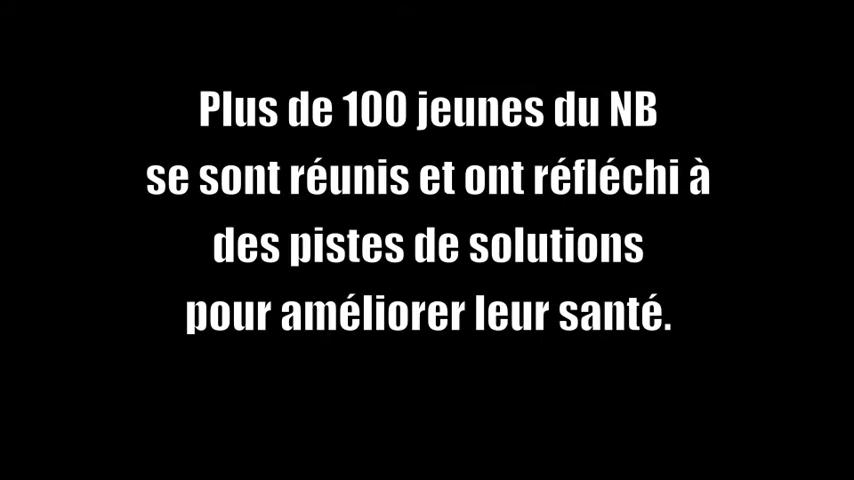 Plus de 100 jeunes du NB
se sont réunis et ont réfléchi à
des pistes de solutions
pour améliorer leur santé.